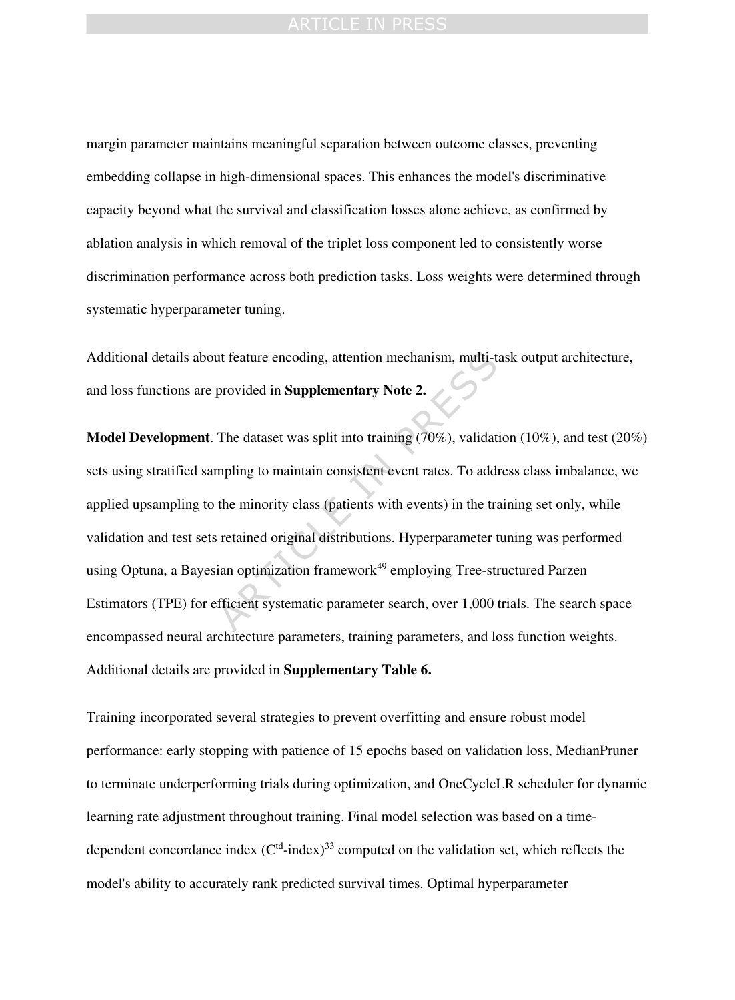 ARTICLE IN PRESS
margin parameter maintains meaningful separation between outcome classes, preventing
embedding collapse in high-dimensional spaces. This enhances the model's discriminative
capacity beyond what the survival and classification losses alone achieve, as confirmed by
ablation analysis in which removal of the triplet loss component led to consistently worse
discrimination performance across both prediction tasks. Loss weights were determined through
systematic hyperparameter tuning.
Additional details about feature encoding, attention mechanism, multi-task output architecture,
and loss functions are provided in Supplementary Note 2.
Model Development. The dataset was split into training (70%), validation (10%), and test (20%)
sets using stratified sampling to maintain consistent event rates. To address class imbalance, we
applied upsampling to the minority class (patients with events) in the training set only, while
validation and test sets retained original distributions. Hyperparameter tuning was performed
using Optuna, a Bayesian optimization framework49 employing Tree-structured Parzen
Estimators (TPE) for efficient systematic parameter search, over 1,000 trials. The search space
encompassed neural architecture parameters, training parameters, and loss function weights.
Additional details are provided in Supplementary Table 6.
Training incorporated several strategies to prevent overfitting and ensure robust model
performance: early stopping with patience of 15 epochs based on validation loss, MedianPruner
to terminate underperforming trials during optimization, and OneCycleLR scheduler for dynamic
learning rate adjustment throughout training. Final model selection was based on a time-
dependent concordance index (Ctd-index)33 computed on the validation set, which reflects the
model's ability to accurately rank predicted survival times. Optimal hyperparameter
ARTICLE IN PRESS